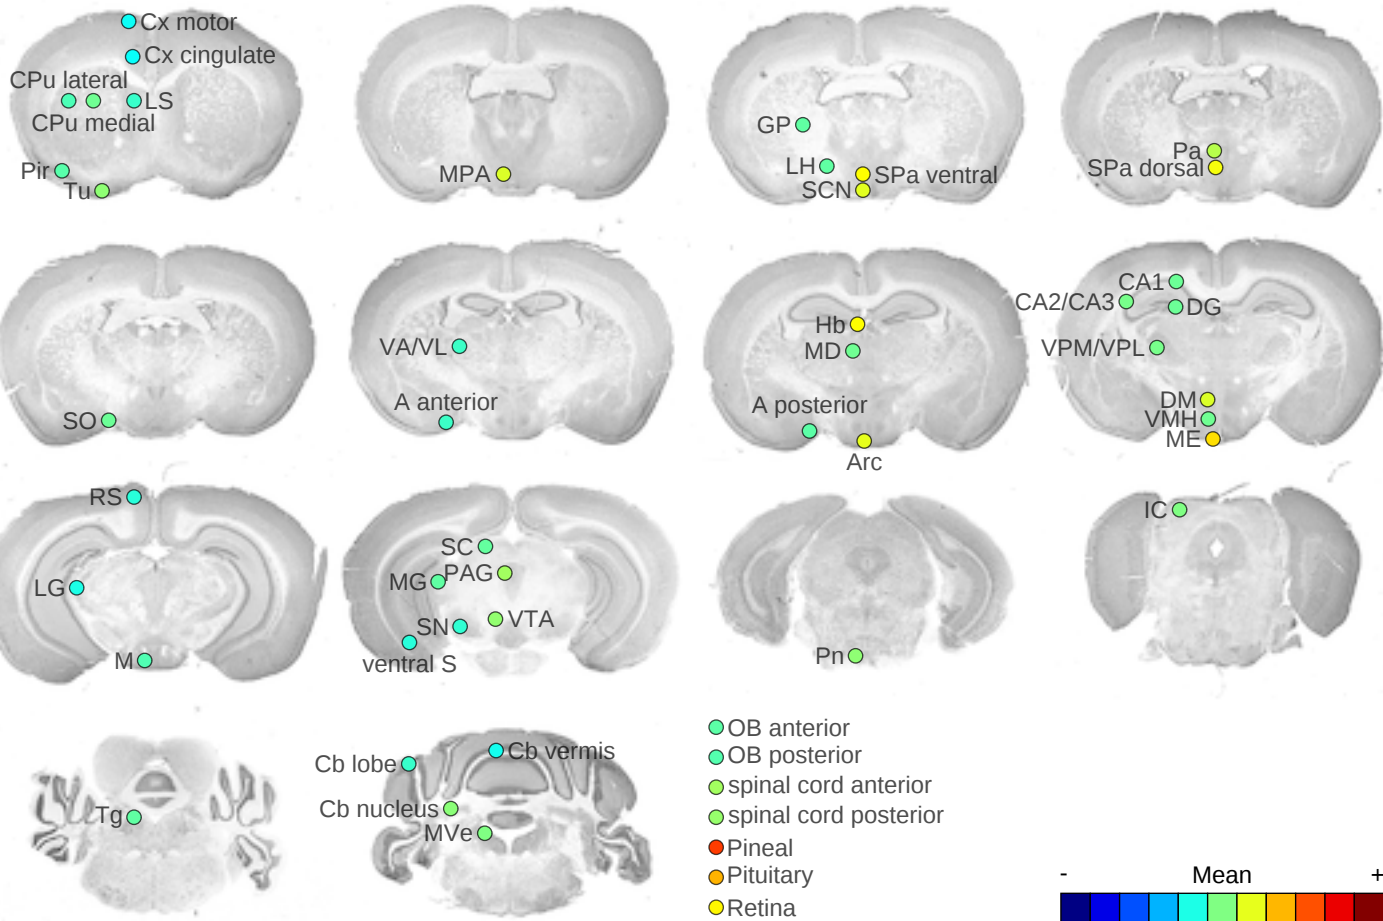 Cx motor
Cx cingulate
CPu lateral
LS
CPu medial
Pir
Tu
MPA
GP
LH
SPa ventral
SCN
Pa
SPa dorsal
SO
VA/VL
A anterior
Hb
MD
A posterior
Arc
CA1
CA2/CA3
DG
VPM/VPL
DM
VMH
ME
RS
LG
M
SC
MG
PAG
SN
VTA
ventral S
Pn
IC
Tg
Cb lobe
Cb vermis
Cb nucleus
MVe
OB anterior
OB posterior
spinal cord anterior
spinal cord posterior
Pineal
Pituitary
Retina
- Mean +